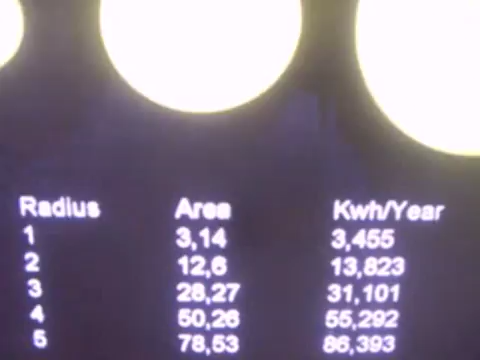 Radius Area Kwh/Year
1 3,14 3,455
2 12,6 13,823
3 28,27 31,101
4 50,26 55,292
5 78,53 86,393